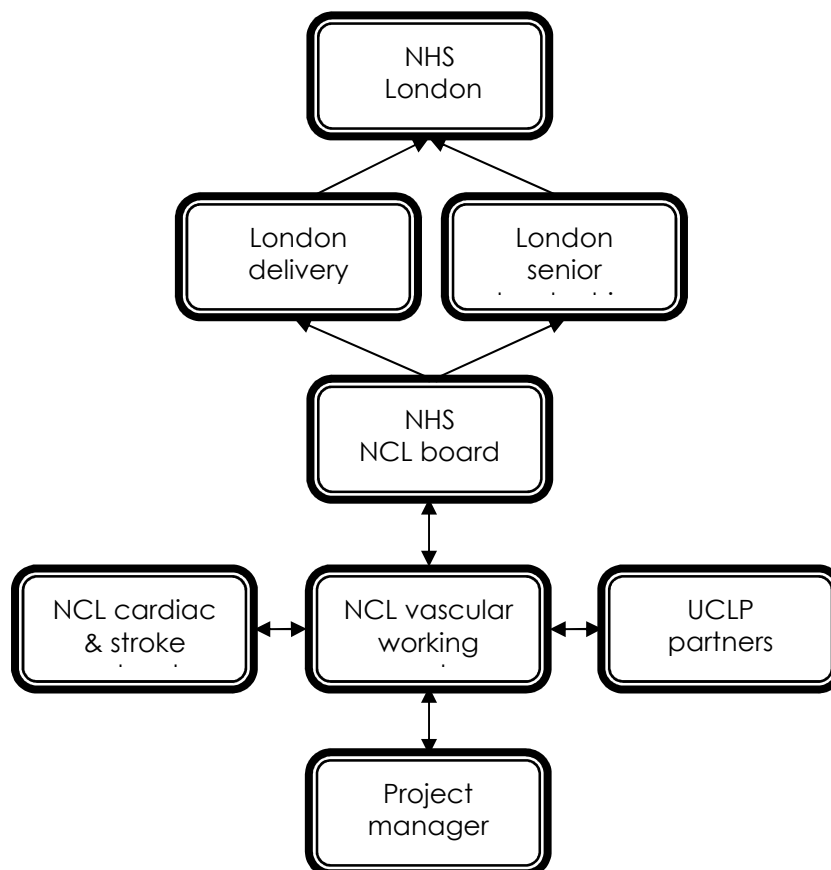 NHS
London
London
delivery
London
senior
NHS
NCL board
NCL cardiac
& stroke
NCL vascular
working
UCLP
partners
Project
manager